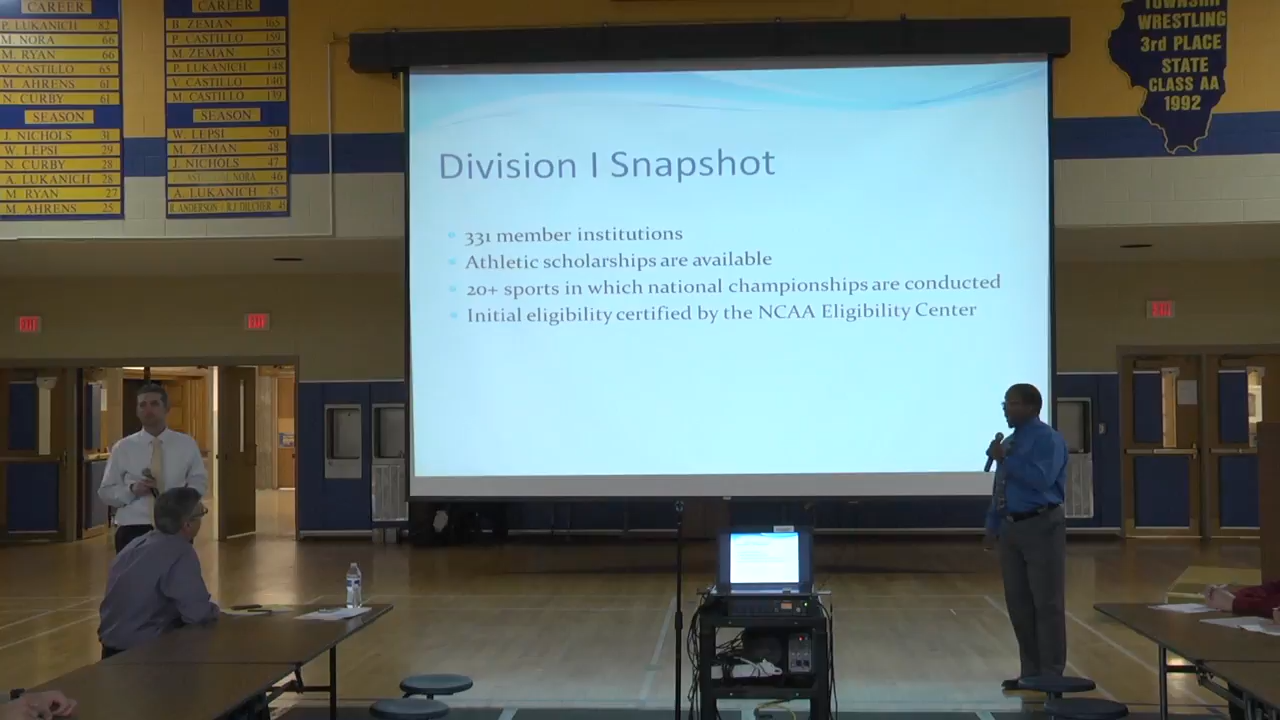 CAREER
P. LUKANICH 82
M. NORA 66
M. RYAN 66
V. CASTILLO 65
M. AHRENS 61
N. CURBY 61
SEASON
J. NICHOLS 31
W. LEPSI 29
N. CURBY 28
A. LUKANICH 28
M. RYAN 27
M. AHRENS 25
CAREER
B. ZEMAN 165
P. CASTILLO 159
M. ZEMAN 155
P. LUKANICH 148
V. CASTILLO 140
M. CASTILLO 139
SEASON
W. LEPSI 50
M. ZEMAN 48
J. NICHOLS 47
NORA 46
A. LUKANICH 45
R. ANDERSON / R.J. DILCHER
Division I Snapshot
331 member institutions
Athletic scholarships are available
20+ sports in which national championships are conducted
Initial eligibility certified by the NCAA Eligibility Center
TOWNSHIP
WRESTLING
3rd PLACE
STATE
CLASS AA
1992